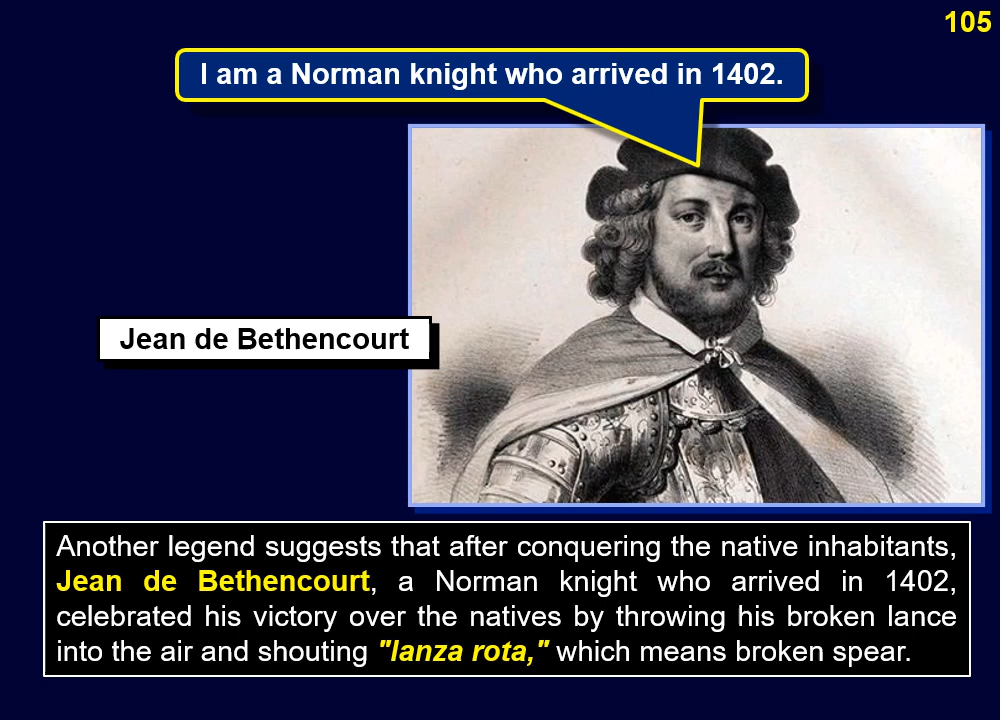 105
I am a Norman knight who arrived in 1402.
Jean de Bethencourt
Another legend suggests that after conquering the native inhabitants,
Jean de Bethencourt, a Norman knight who arrived in 1402,
celebrated his victory over the natives by throwing his broken lance
into the air and shouting "lanza rota," which means broken spear.